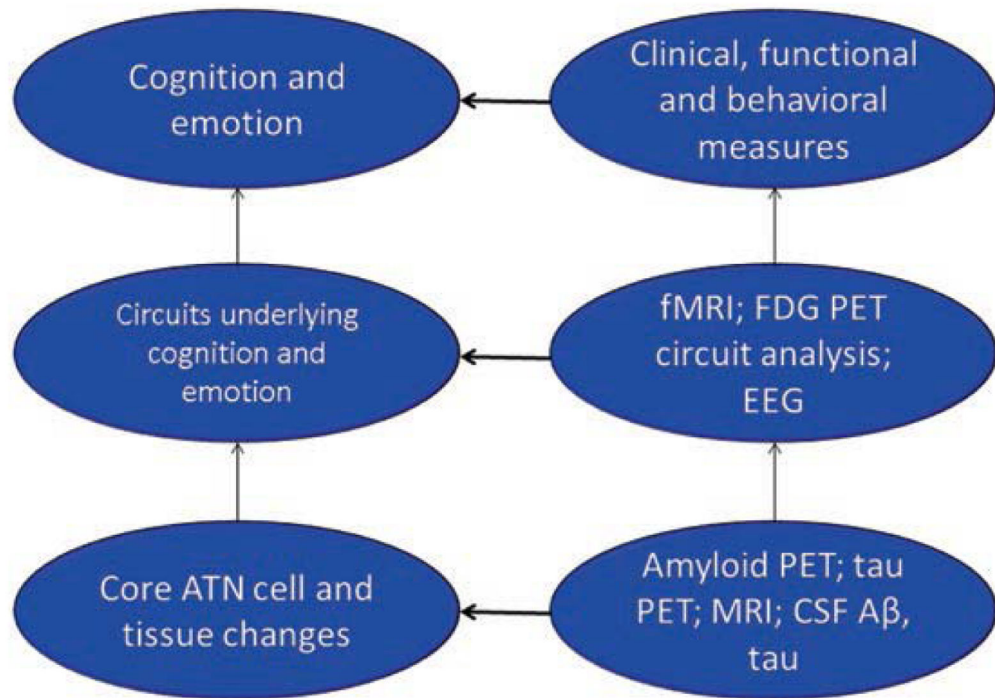 Cognition and
emotion
Clinical, functional
and behavioral
measures
Circuits underlying
cognition and
emotion
fMRI; FDG PET
circuit analysis;
EEG
Core ATN cell and
tissue changes
Amyloid PET; tau
PET; MRI; CSF Aβ,
tau